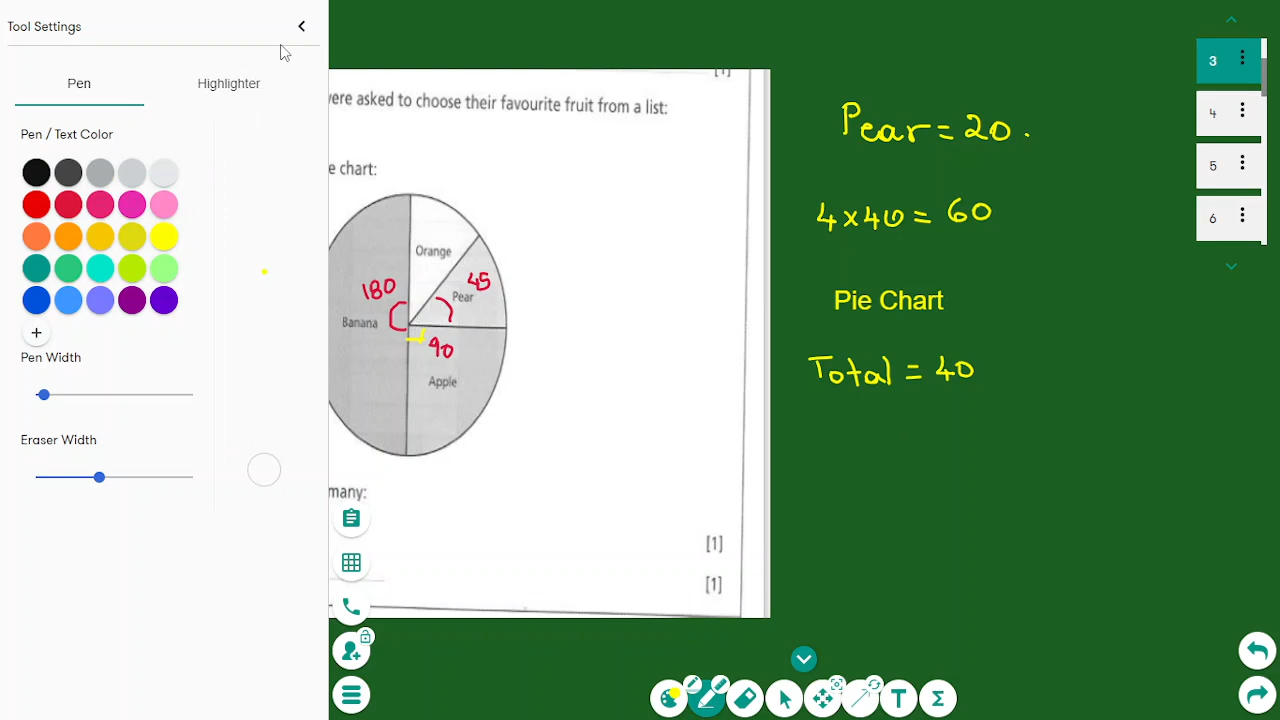 Tool Settings
Pen Highlighter
Pen / Text Color
Pen Width
Eraser Width
[1]
were asked to choose their favourite fruit from a list:
e chart:
Orange
45
180
Pear
Banana
90
Apple
many:
[1]
[1]
Pear = 20.
4 x 40 = 60
Pie Chart
Total = 40
3
4
5
6
T
Σ